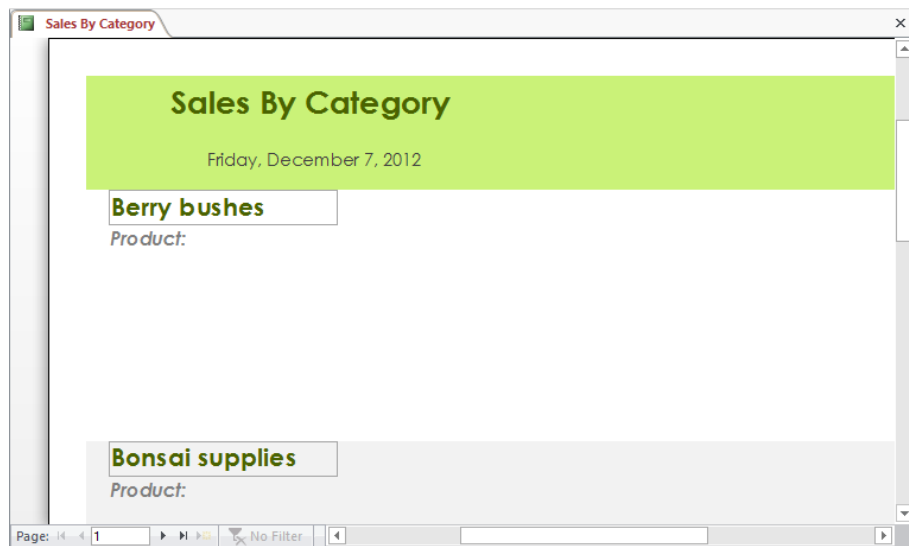 Sales By Category
Sales By Category
Friday, December 7, 2012
Berry bushes
Product:
Bonsai supplies
Product:
Page: 1 No Filter